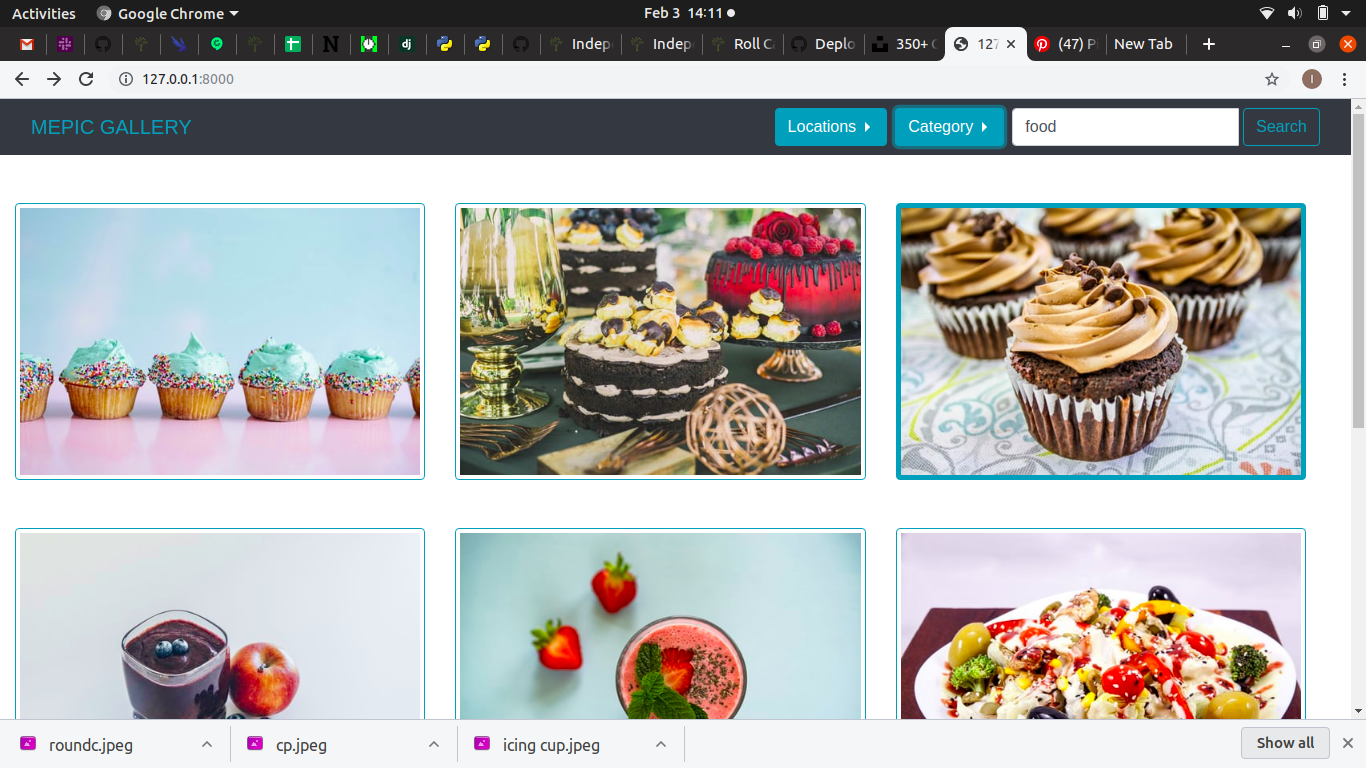 Activities Google Chrome Feb 3 14:11
Indep Indep Roll Ca Deplo 350+ 127 (47) P New Tab
127.0.0.1:8000
MEPIC GALLERY Locations Category food Search
roundc.jpeg cp.jpeg icing cup.jpeg Show all